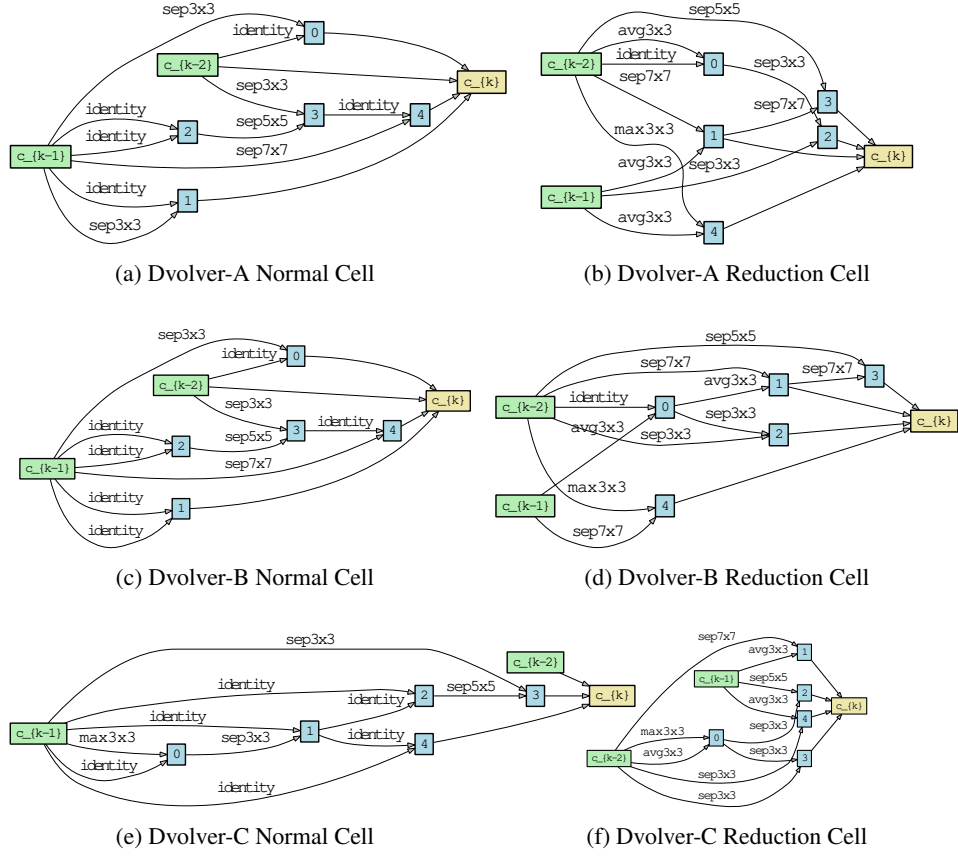 sep3x3
identity
0
c_{k-2}
c_{k}
sep3x3
identity
identity
3
4
sep5x5
identity
2
c_{k-1}
sep7x7
identity
1
sep3x3
(a) Dvolver-A Normal Cell
sep5x5
avg3x3
c_{k-2}
identity
0
sep3x3
sep7x7
3
sep7x7
max3x3
1
2
c_{k}
avg3x3
sep3x3
c_{k-1}
avg3x3
4
(b) Dvolver-A Reduction Cell
sep3x3
identity
0
c_{k-2}
c_{k}
sep3x3
identity
identity
3
4
sep5x5
identity
2
c_{k-1}
sep7x7
identity
1
identity
(c) Dvolver-B Normal Cell
sep5x5
sep7x7
sep7x7
avg3x3
1
3
c_{k-2}
identity
0
c_{k}
sep3x3
avg3x3
sep3x3
2
max3x3
c_{k-1}
4
sep7x7
(d) Dvolver-B Reduction Cell
sep3x3
c_{k-2}
identity
identity
2
sep5x5
3
c_{k}
identity
c_{k-1}
1
max3x3
sep3x3
identity
4
0
identity
identity
(e) Dvolver-C Normal Cell
sep7x7
avg3x3
1
c_{k-1}
sep5x5
2
avg3x3
c_{k}
4
max3x3
sep3x3
0
avg3x3
sep3x3
c_{k-2}
3
sep3x3
sep3x3
(f) Dvolver-C Reduction Cell